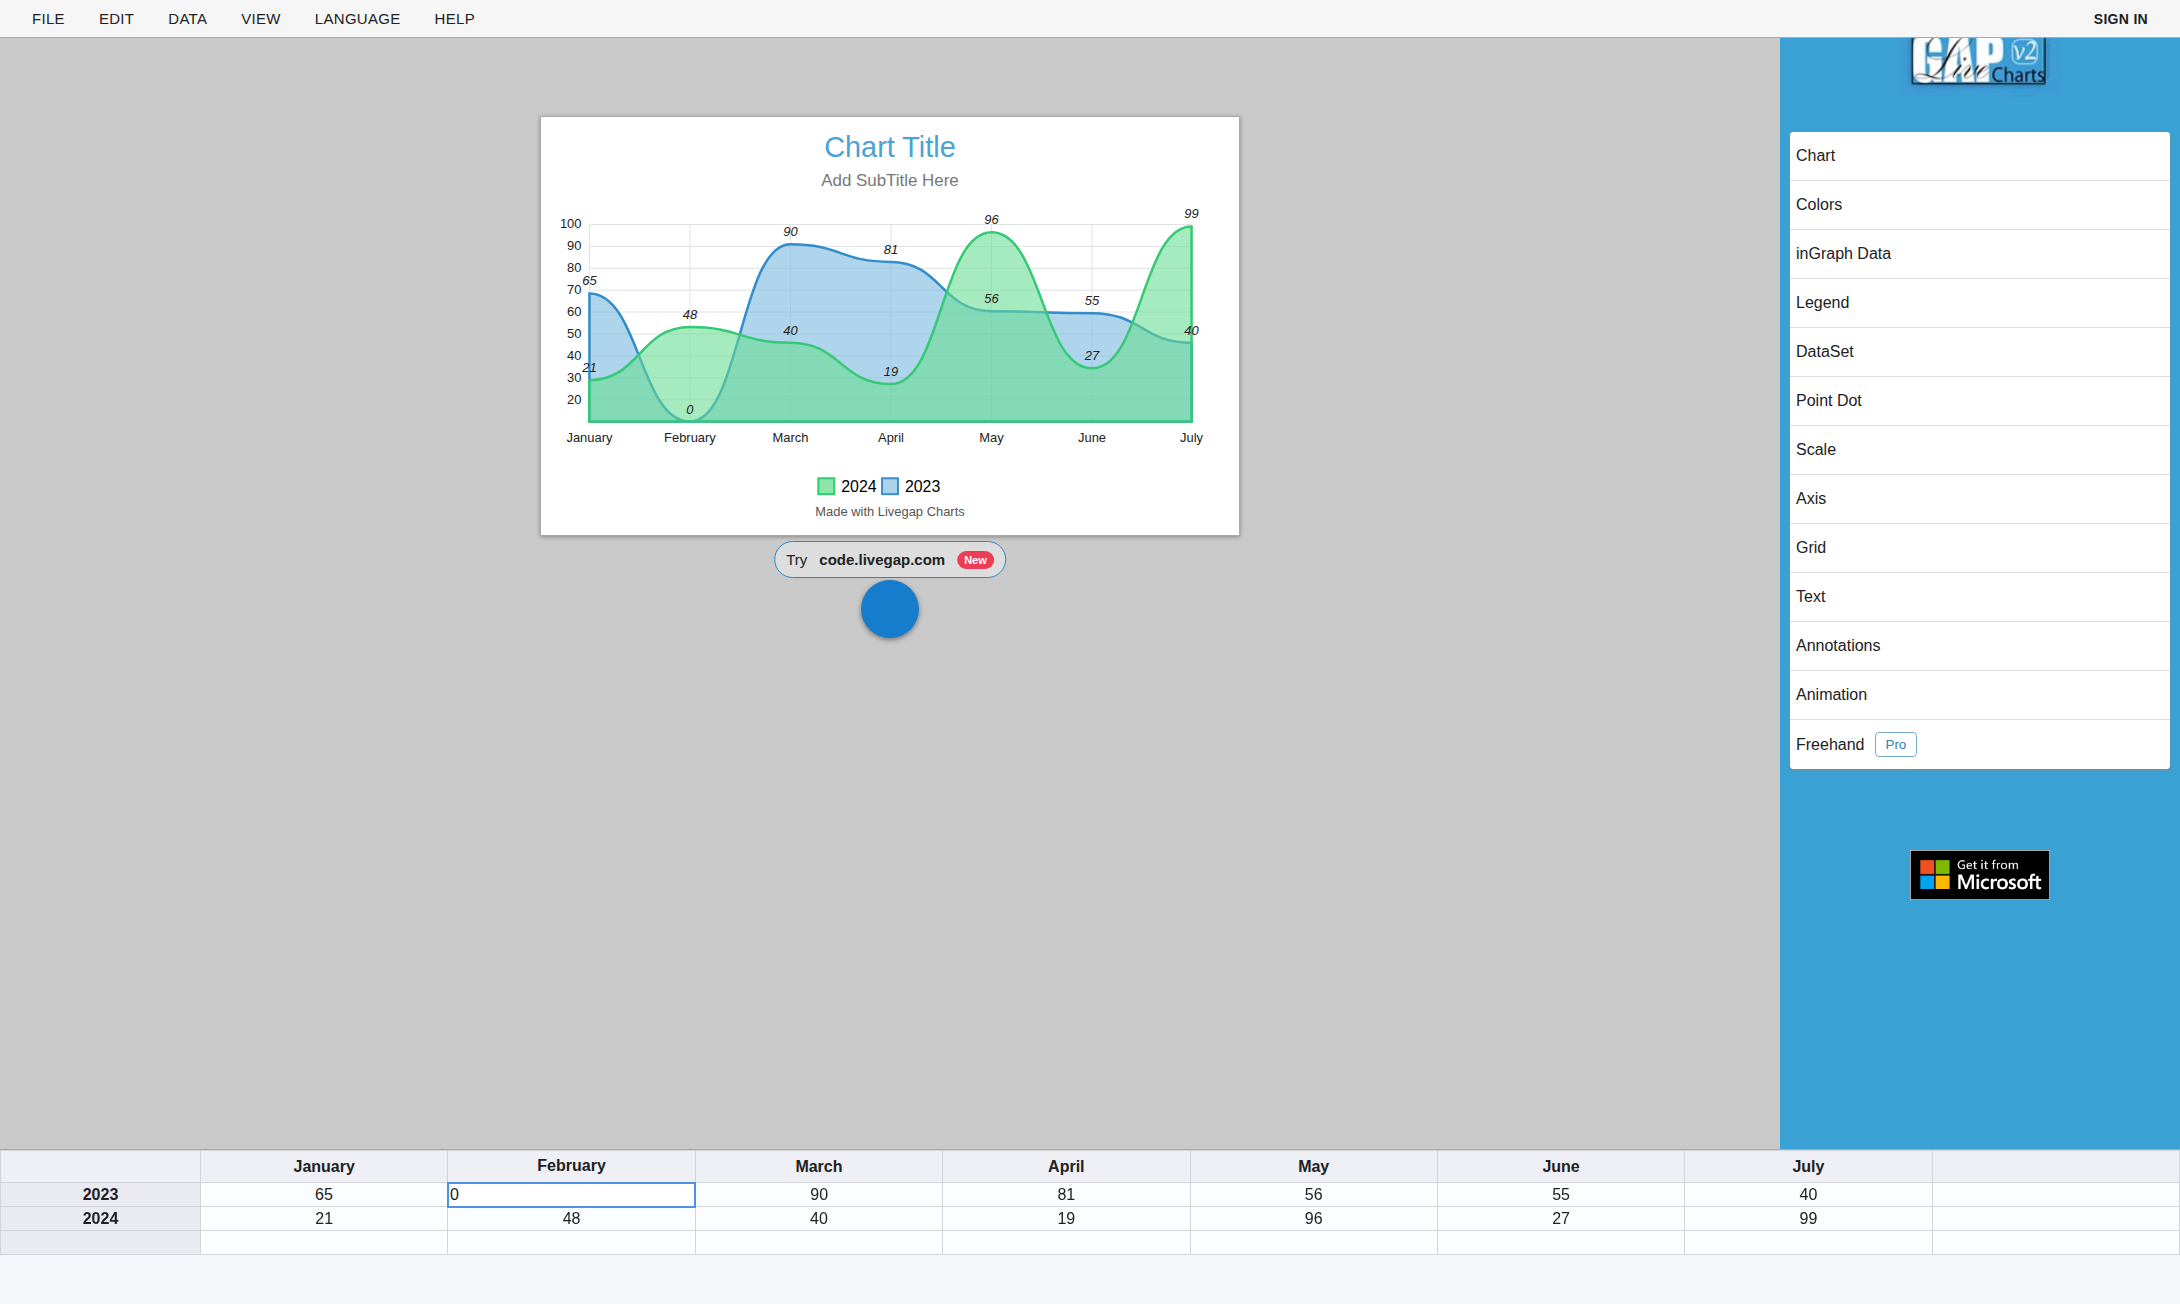 FILE EDIT DATA VIEW LANGUAGE HELP SIGN IN
GAP v2
Live Charts
Chart Title
Add SubTitle Here
100
90
80
70
60
50
40
30
20
65
21
48
0
90
40
81
19
96
56
55
27
99
40
January February March April May June July
2024 2023
Made with Livegap Charts
Try code.livegap.com New
Chart
Colors
inGraph Data
Legend
DataSet
Point Dot
Scale
Axis
Grid
Text
Annotations
Animation
Freehand Pro
Get it from
Microsoft
January February March April May June July
2023 65 0 90 81 56 55 40
2024 21 48 40 19 96 27 99